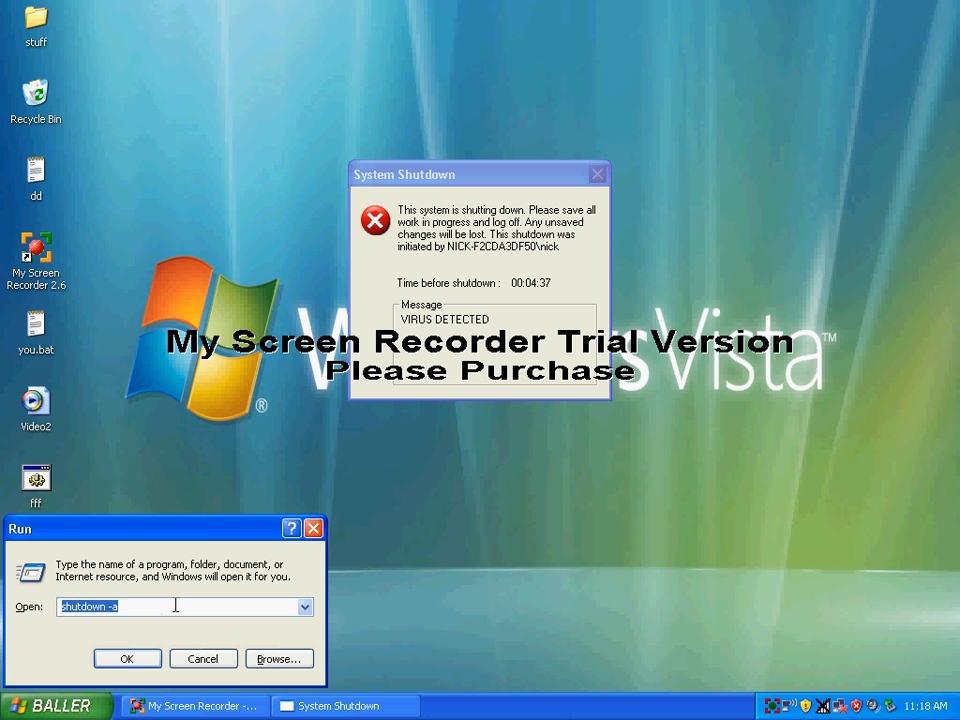 stuff
Recycle Bin
dd
My Screen
Recorder 2.6
you.bat
Video2
fff
System Shutdown
This system is shutting down. Please save all
work in progress and log off. Any unsaved
changes will be lost. This shutdown was
initiated by NICK-F2CDA3DF50\nick
Time before shutdown : 00:04:37
Message
VIRUS DETECTED
My Screen Recorder Trial Version
Please Purchase
Vista™
®
Run
Type the name of a program, folder, document, or
Internet resource, and Windows will open it for you.
Open: shutdown -a
OK Cancel Browse...
BALLER My Screen Recorder -... System Shutdown 11:18 AM